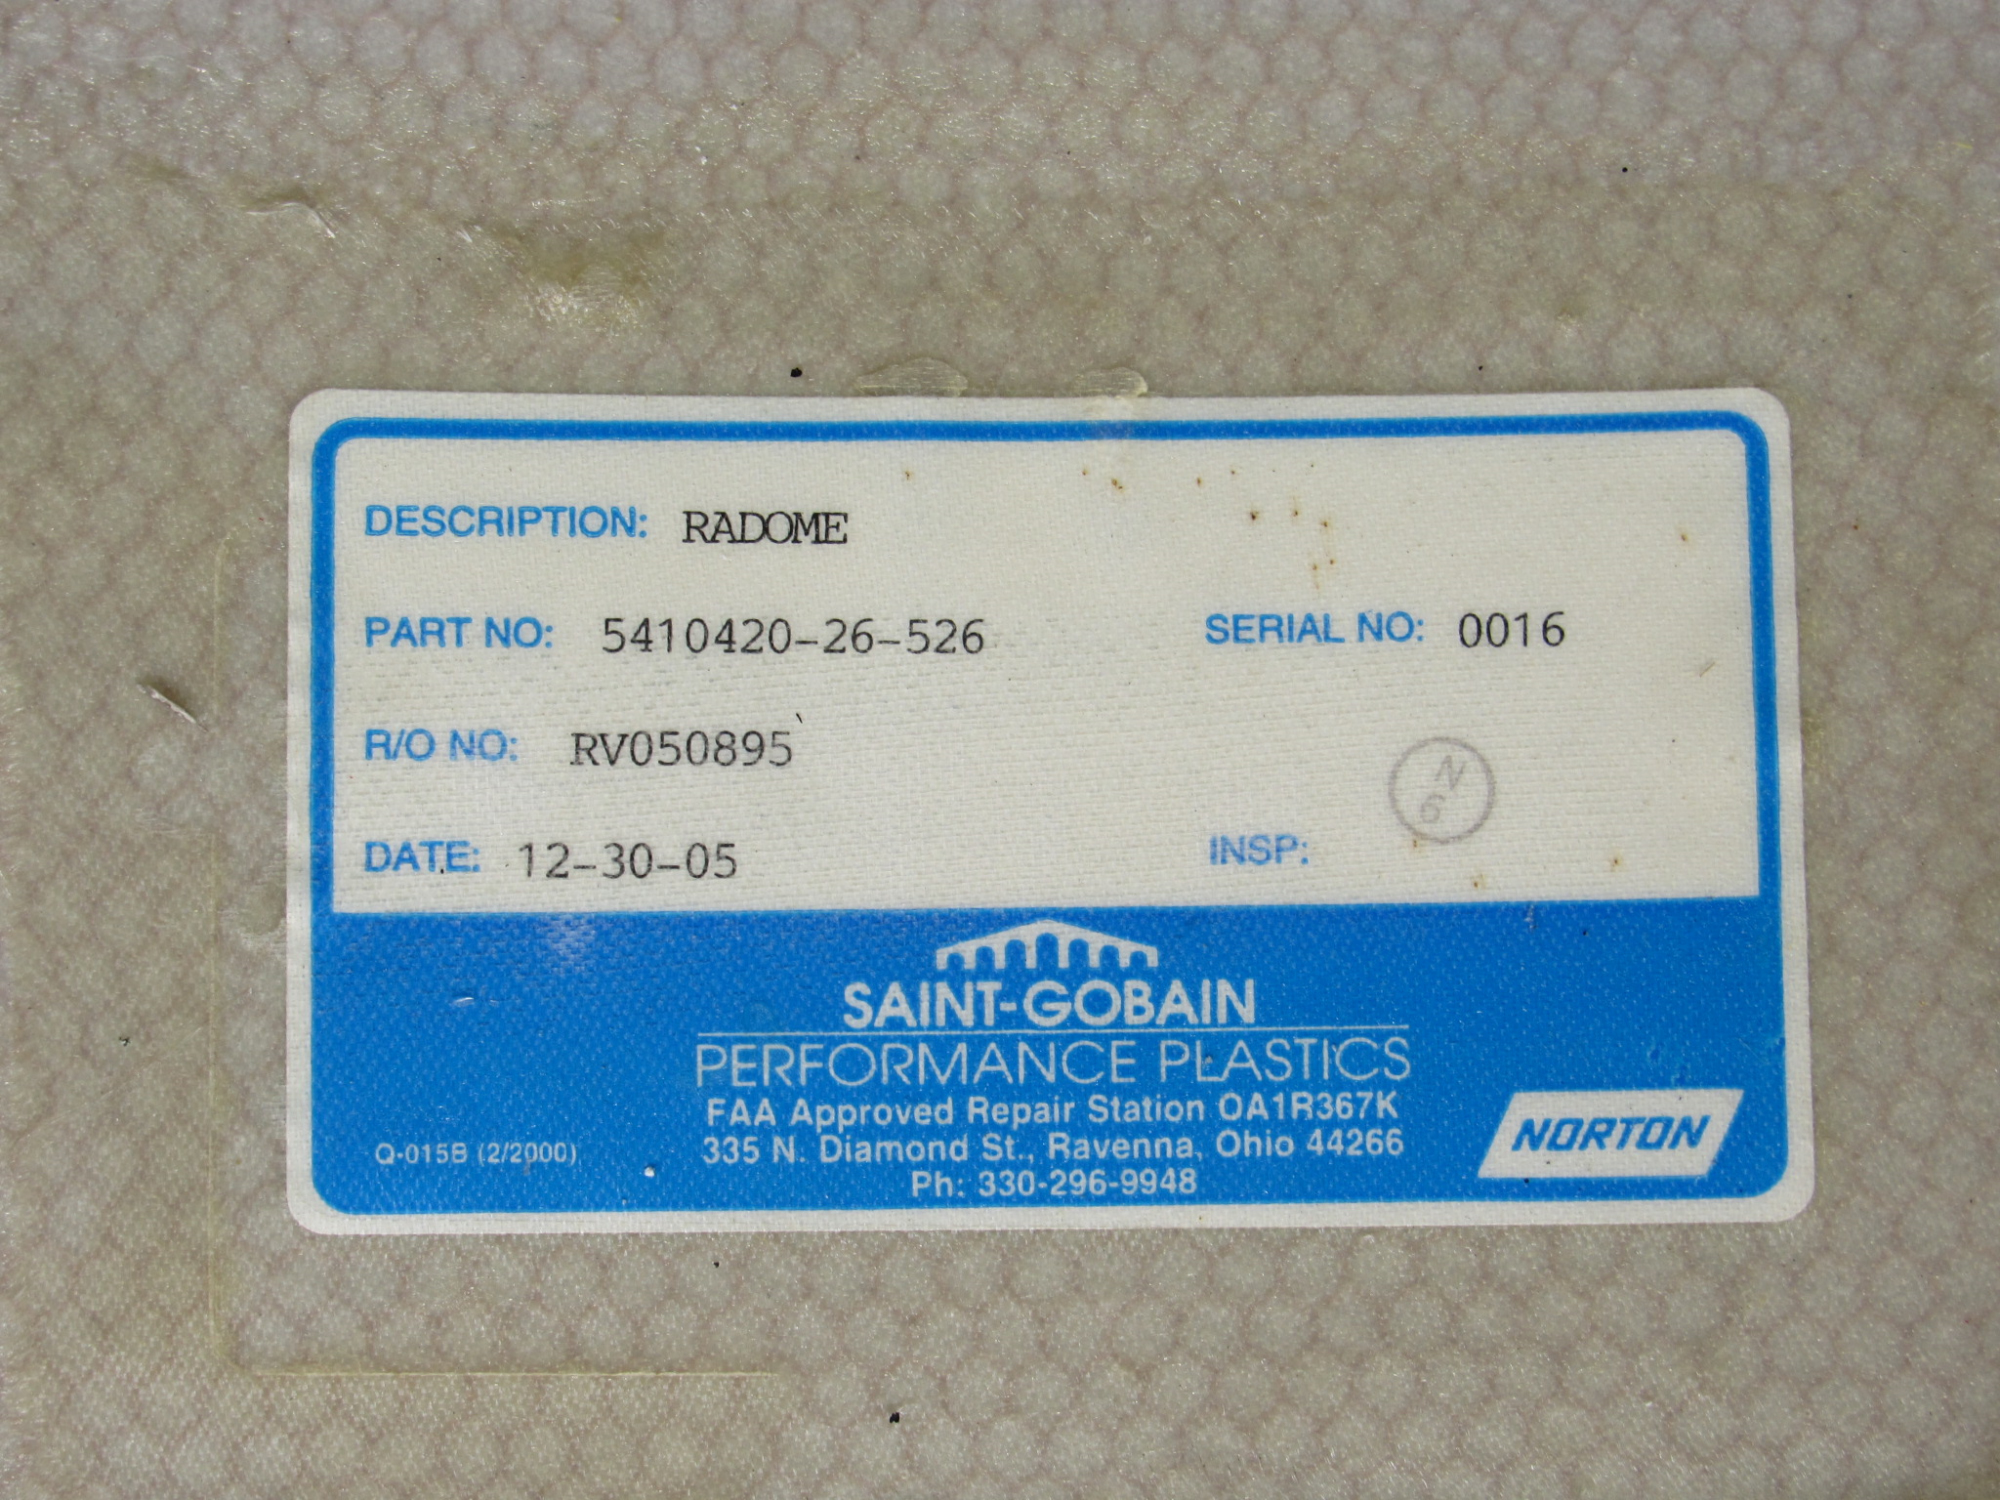 DESCRIPTION: RADOME
PART NO: 5410420-26-526 SERIAL NO: 0016
R/O NO: RV050895
N
6
DATE: 12-30-05 INSP:
SAINT-GOBAIN
PERFORMANCE PLASTICS
FAA Approved Repair Station OA1R367K
335 N. Diamond St., Ravenna, Ohio 44266
Ph: 330-296-9948
Q-015B (2/2000)
NORTON